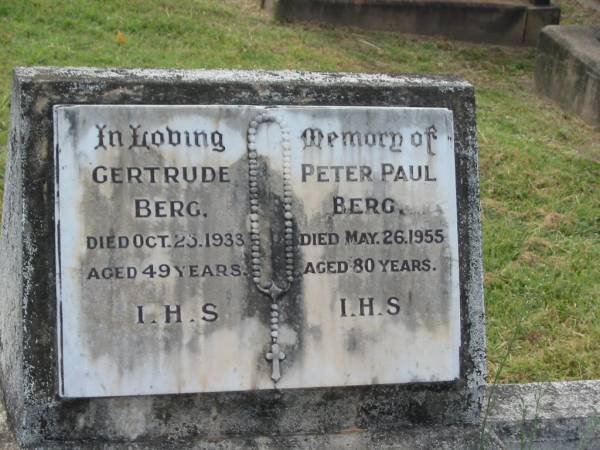 In Loving Memory of
GERTRUDE
BERG.
DIED OCT. 1933
AGED 49 YEARS.
I.H.S
PETER PAUL
BERG.
DIED MAY. 26. 1955
AGED 80 YEARS.
I.H.S